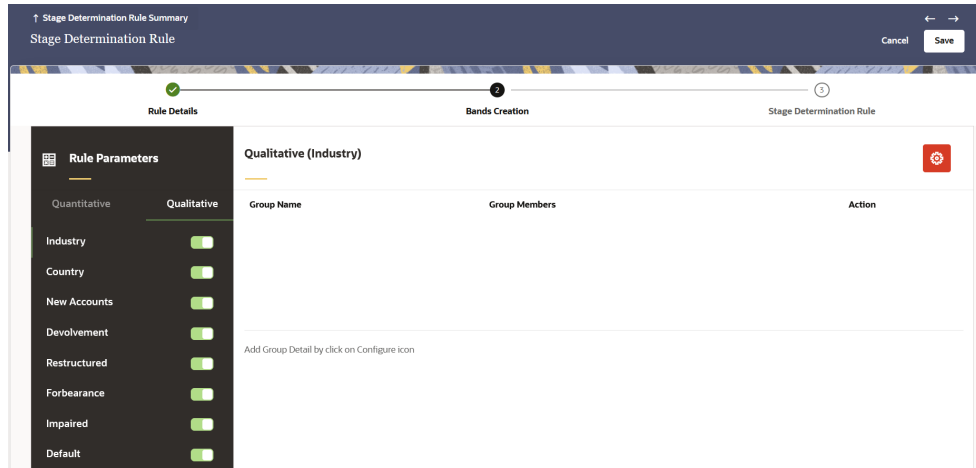 ↑ Stage Determination Rule Summary
← →
Stage Determination Rule
Cancel
Save
2
3
Rule Details
Bands Creation
Stage Determination Rule
Rule Parameters
Qualitative (Industry)
Quantitative
Qualitative
Group Name
Group Members
Action
Industry
Country
New Accounts
Devolvement
Restructured
Forbearance
Impaired
Default
Add Group Detail by click on Configure icon